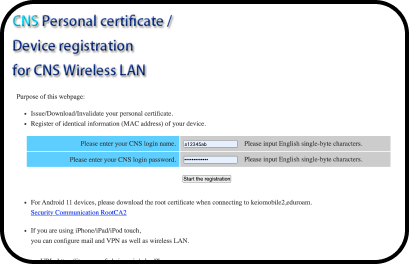 CNS Personal certificate /
Device registration
for CNS Wireless LAN
Purpose of this webpage:
• Issue/Download/Invalidate your personal certificate.
• Register of identical information (MAC address) of your device.
Please enter your CNS login name. s12345ab Please input English single-byte characters.
Please enter your CNS login password. •••••••••••• Please input English single-byte characters.
Start the registration
• For Android 11 devices, please download the root certificate when connecting to keiomobile2,eduroam.
Security Communication RootCA2
• If you are using iPhone/iPad/iPod touch,
you can configure mail and VPN as well as wireless LAN.